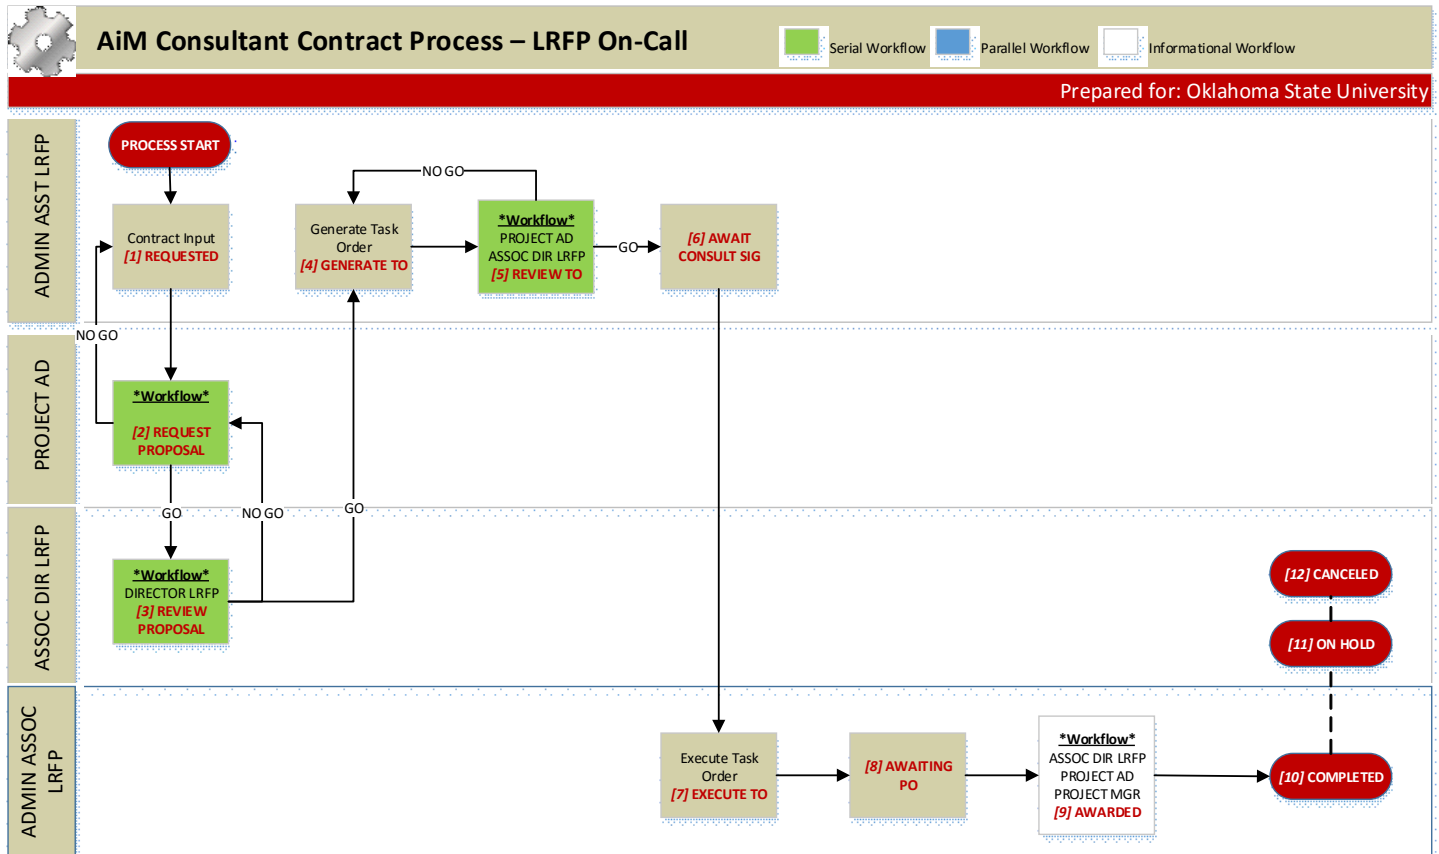 AiM Consultant Contract Process – LRFP On-Call
Serial Workflow
Parallel Workflow
Informational Workflow
Prepared for: Oklahoma State University
ADMIN ASST LRFP
PROCESS START
Contract Input
[1] REQUESTED
NO GO
Generate Task
Order
[4] GENERATE TO
*Workflow*
PROJECT AD
ASSOC DIR LRFP
[5] REVIEW TO
GO
[6] AWAIT
CONSULT SIG
NO GO
PROJECT AD
*Workflow*
[2] REQUEST
PROPOSAL
GO
NO GO
GO
ASSOC DIR LRFP
*Workflow*
DIRECTOR LRFP
[3] REVIEW
PROPOSAL
[12] CANCELED
[11] ON HOLD
ADMIN ASSOC
LRFP
Execute Task
Order
[7] EXECUTE TO
[8] AWAITING
PO
*Workflow*
ASSOC DIR LRFP
PROJECT AD
PROJECT MGR
[9] AWARDED
[10] COMPLETED